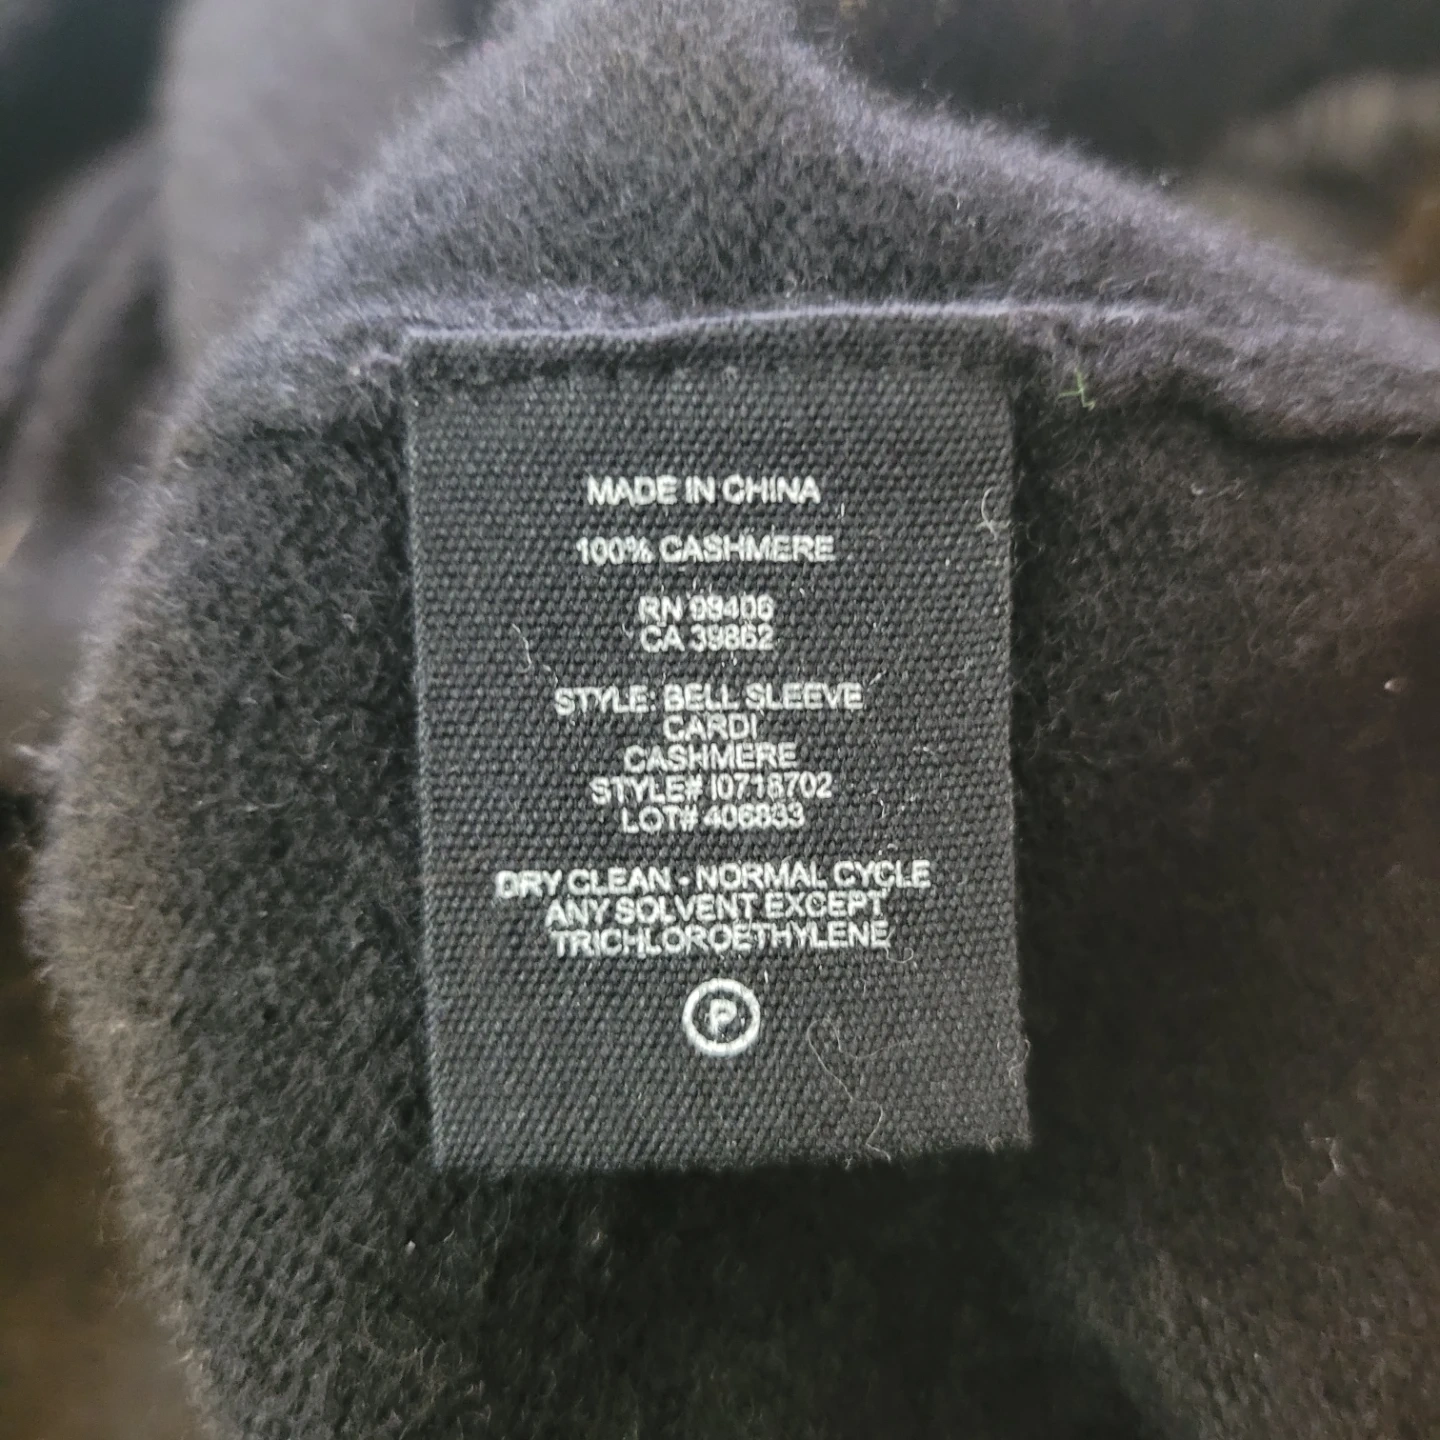 MADE IN CHINA
100% CASHMERE
RN 99406
CA 39862
STYLE: BELL SLEEVE
CARDI
CASHMERE
STYLE# I0718702
LOT# 406833
DRY CLEAN - NORMAL CYCLE
ANY SOLVENT EXCEPT
TRICHLOROETHYLENE
P